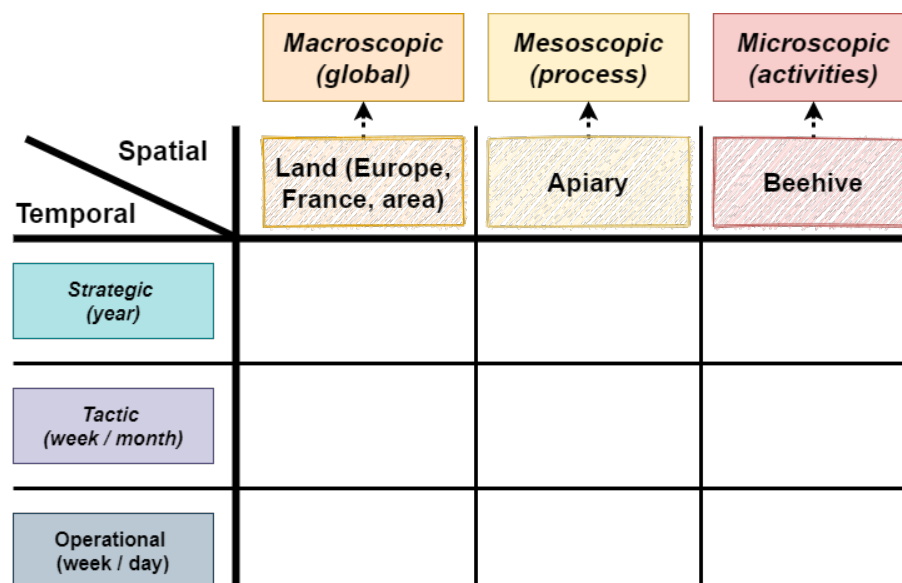 Macroscopic
(global)
Mesoscopic
(process)
Microscopic
(activities)
Spatial
Temporal
Land (Europe,
France, area)
Apiary
Beehive
Strategic
(year)
Tactic
(week / month)
Operational
(week / day)